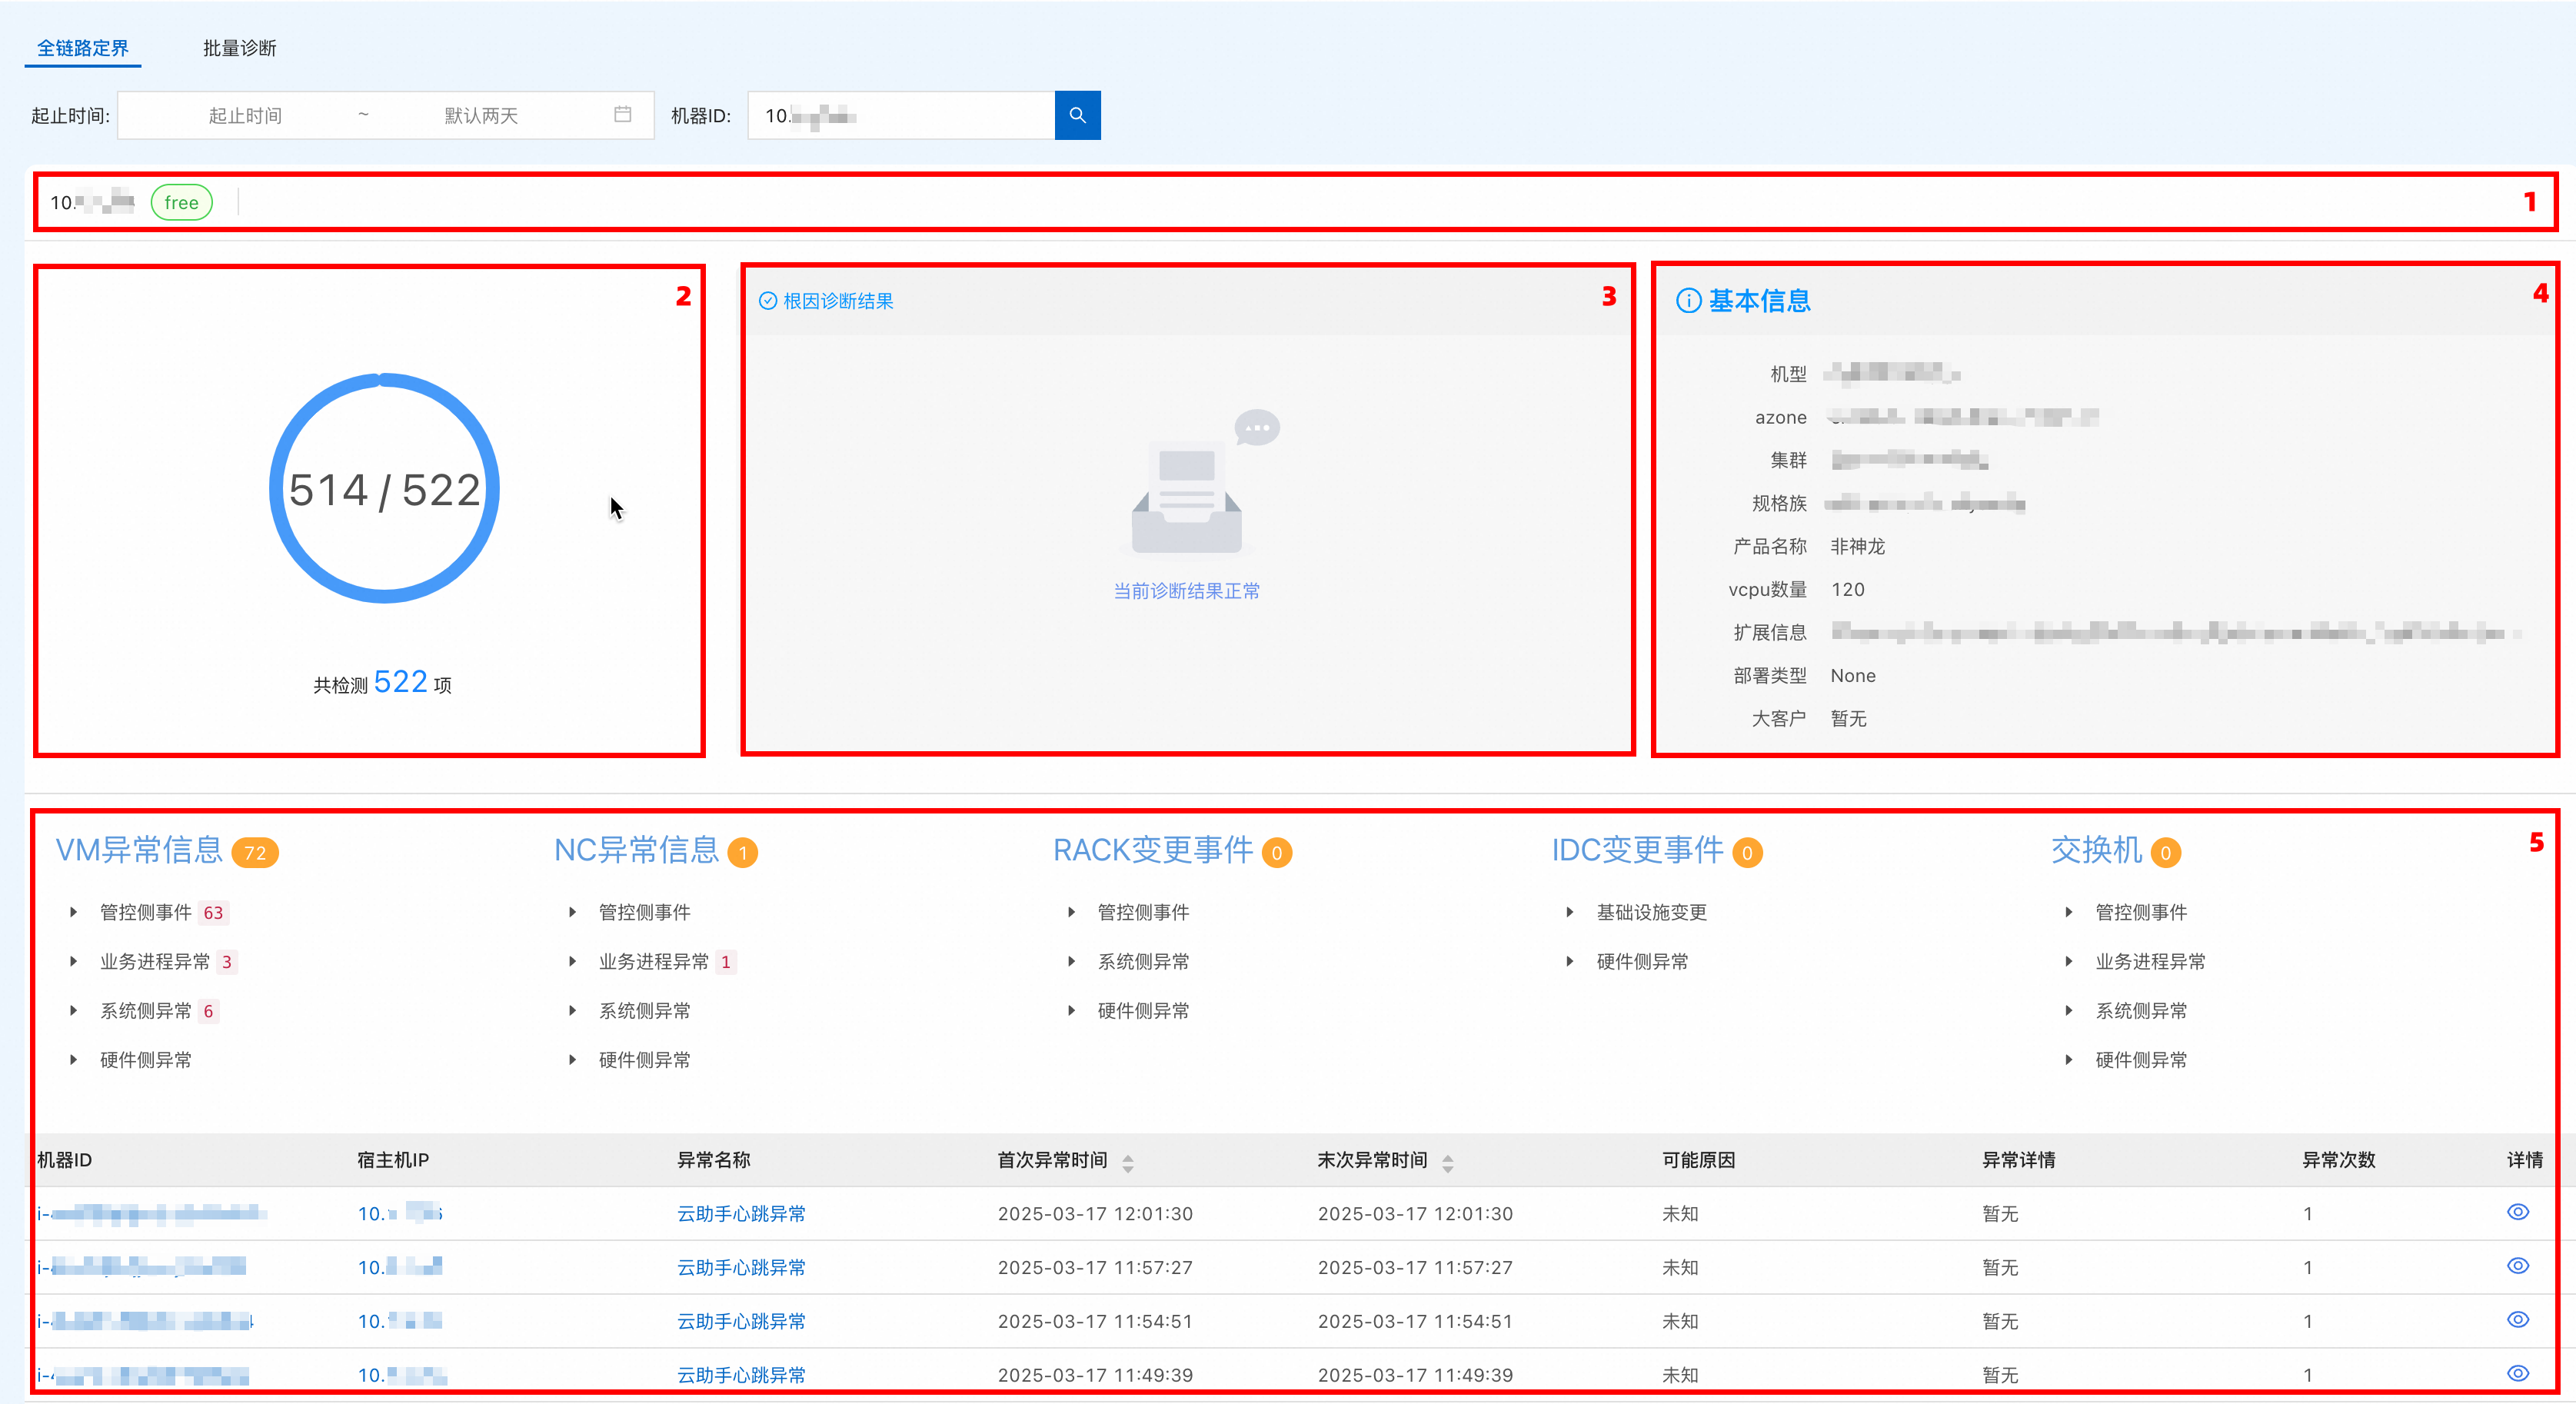 全链路定界 批量诊断
起止时间: 起止时间 ~ 默认两天 机器ID: 10.
10. free 1
2
514/522
共检测 522 项
根因诊断结果 3
当前诊断结果正常
基本信息 4
机型
azone
集群
规格族
产品名称 非神龙
vcpu数量 120
扩展信息
部署类型 None
大客户 暂无
5
VM异常信息 72
管控侧事件 63
业务进程异常 3
系统侧异常 6
硬件侧异常
NC异常信息 1
管控侧事件
业务进程异常 1
系统侧异常
硬件侧异常
RACK变更事件 0
管控侧事件
系统侧异常
硬件侧异常
IDC变更事件 0
基础设施变更
硬件侧异常
交换机 0
管控侧事件
业务进程异常
系统侧异常
硬件侧异常
机器ID 宿主机IP 异常名称 首次异常时间 末次异常时间 可能原因 异常详情 异常次数 详情
i- 10. 云助手心跳异常 2025-03-17 12:01:30 2025-03-17 12:01:30 未知 暂无 1
i- 10. 云助手心跳异常 2025-03-17 11:57:27 2025-03-17 11:57:27 未知 暂无 1
i- 10. 云助手心跳异常 2025-03-17 11:54:51 2025-03-17 11:54:51 未知 暂无 1
i- 10. 云助手心跳异常 2025-03-17 11:49:39 2025-03-17 11:49:39 未知 暂无 1